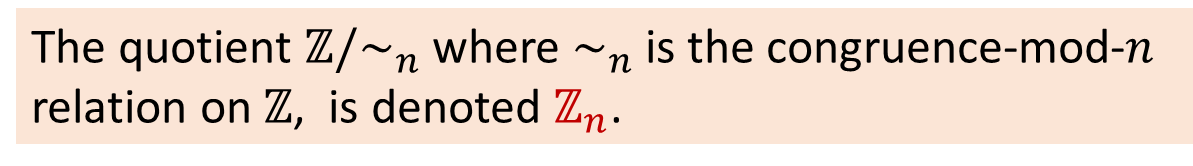 The quotient ℤ/~ₙ where ~ₙ is the congruence-mod-n
relation on ℤ, is denoted ℤₙ.